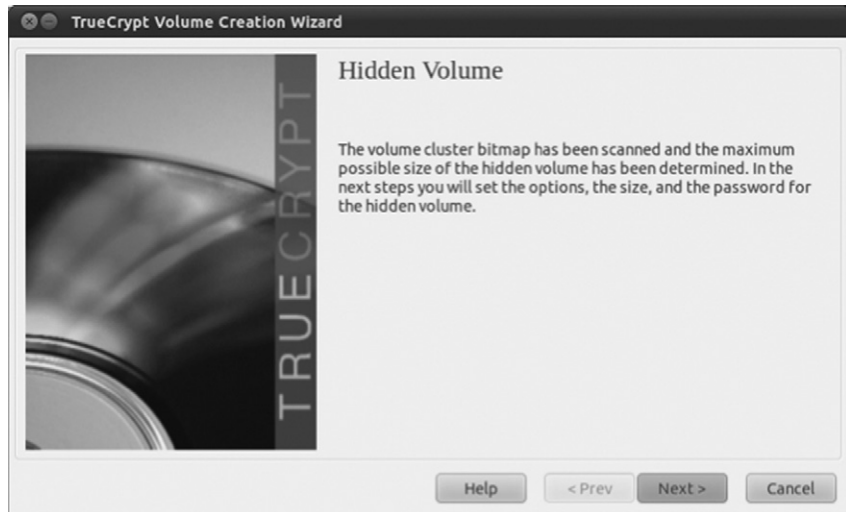 TrueCrypt Volume Creation Wizard
TRUECRYPT
Hidden Volume
The volume cluster bitmap has been scanned and the maximum
possible size of the hidden volume has been determined. In the
next steps you will set the options, the size, and the password for
the hidden volume.
Help
< Prev
Next >
Cancel